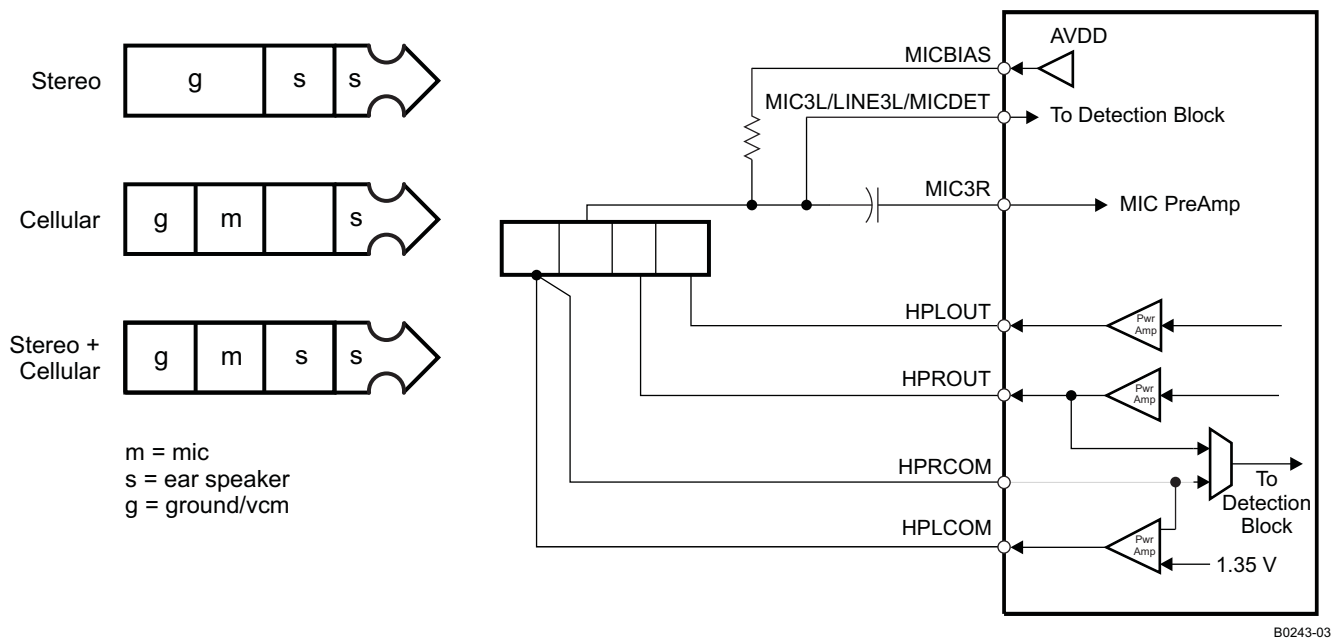 Stereo
g
s
s
Cellular
g
m
s
Stereo +
Cellular
g
m
s
s
m = mic
s = ear speaker
g = ground/vcm
AVDD
MICBIAS
MIC3L/LINE3L/MICDET
To Detection Block
MIC3R
MIC PreAmp
HPLOUT
Pwr
Amp
HPROUT
Pwr
Amp
HPRCOM
To
Detection
Block
HPLCOM
Pwr
Amp
1.35 V
B0243-03